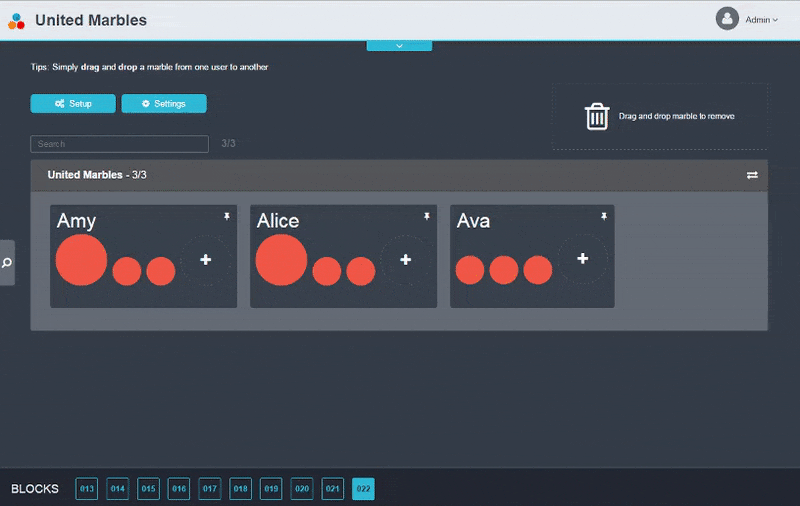 United Marbles
Admin
Tips: Simply drag and drop a marble from one user to another
Setup
Settings
Drag and drop marble to remove
Search
3/3
United Marbles - 3/3
Amy
Alice
Ava
BLOCKS
013
014
015
016
017
018
019
020
021
022